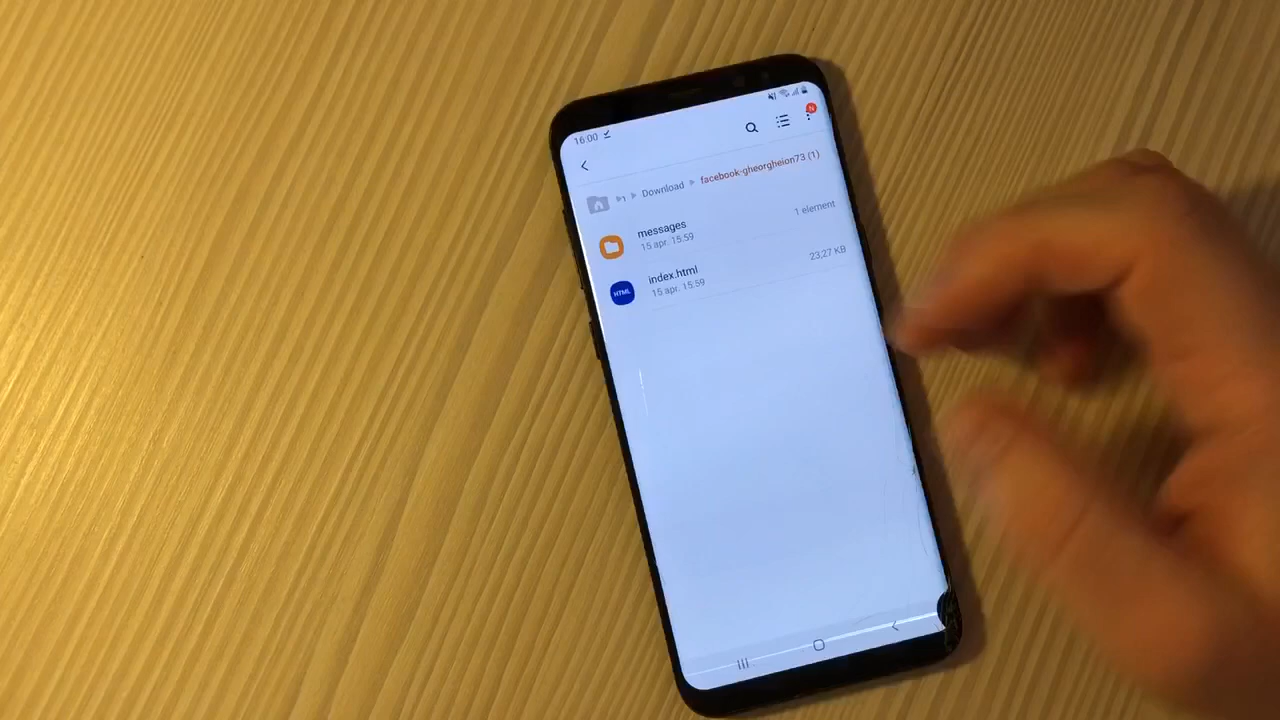 16:00
N
Download facebook-gheorgheion73 (1)
messages
15 apr. 15:59
1 element
index.html
15 apr. 15:59
23,27 KB
HTML